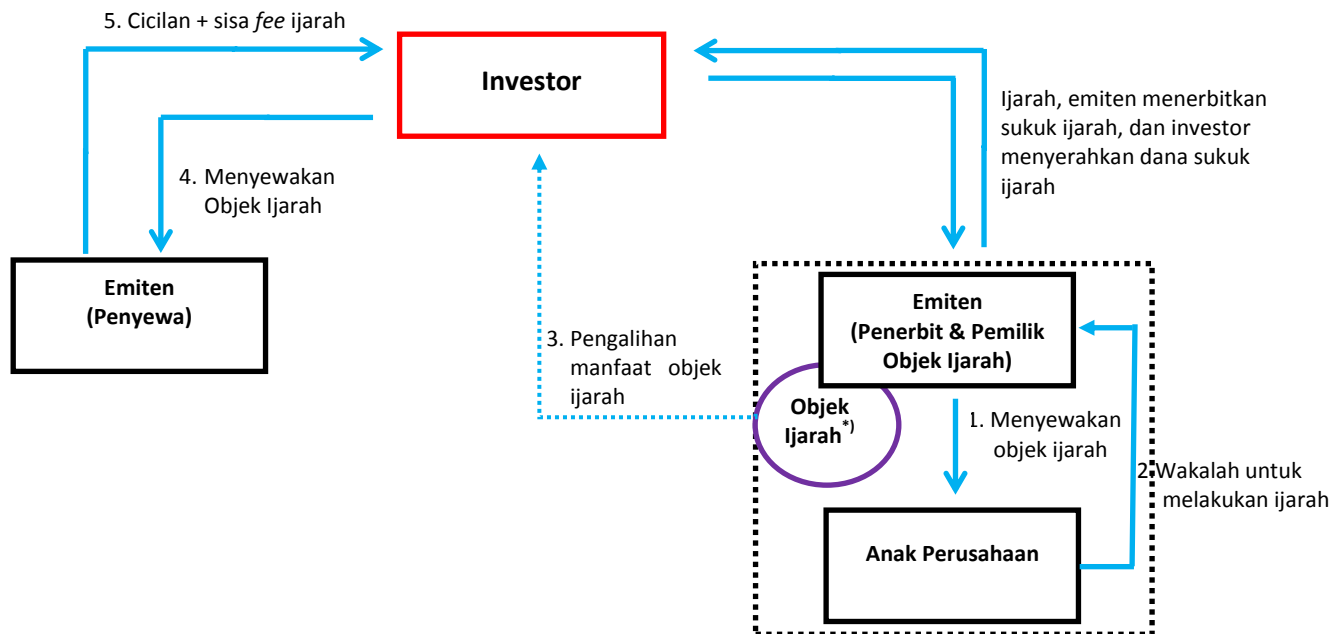 5. Cicilan + sisa fee ijarah
Investor
Ijarah, emiten menerbitkan
sukuk ijarah, dan investor
menyerahkan dana sukuk
ijarah
4. Menyewakan
Objek Ijarah
Emiten
(Penyewa)
Emiten
(Penerbit & Pemilik
Objek Ijarah)
3. Pengalihan
manfaat objek
ijarah
Objek
Ijarah*)
1. Menyewakan
objek ijarah
2. Wakalah untuk
melakukan ijarah
Anak Perusahaan